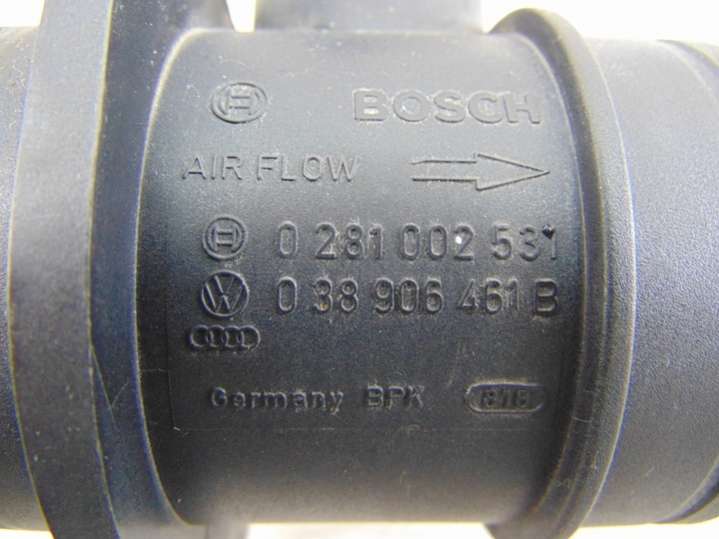 BOSCH
AIR FLOW
0 281 002 531
0 38 906 461 B
Germany BPK